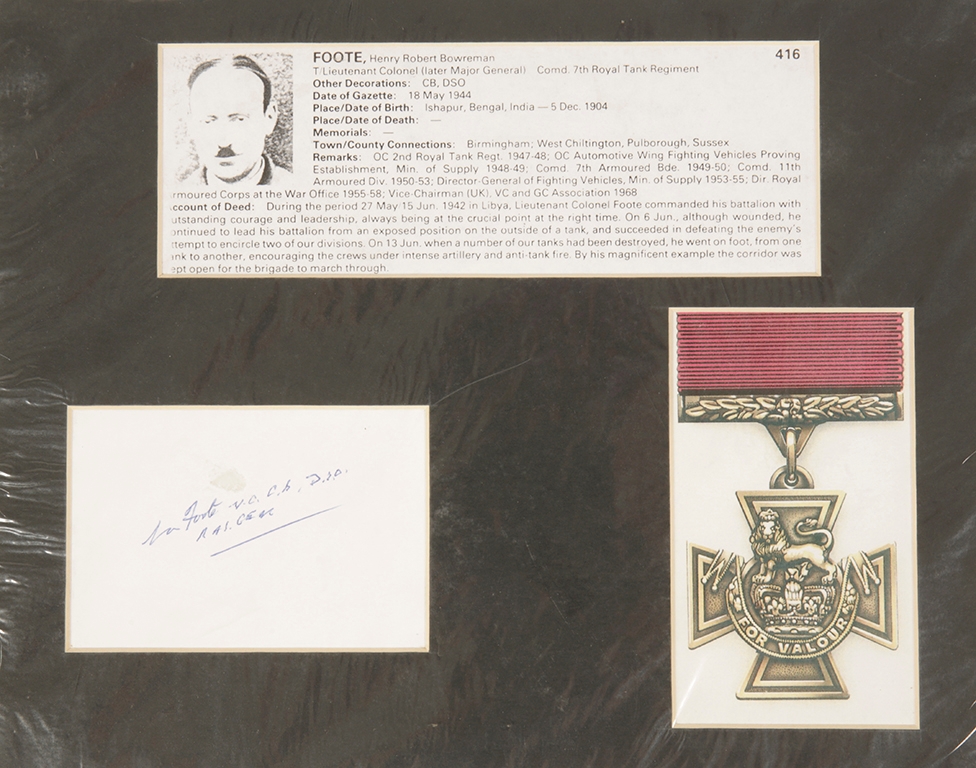 FOOTE, Henry Robert Bowreman 416
T/Lieutenant Colonel (later Major General) Comd. 7th Royal Tank Regiment
Other Decorations: CB, DSO
Date of Gazette: 18 May 1944
Place/Date of Birth: Ishapur, Bengal, India — 5 Dec. 1904
Place/Date of Death: —
Memorials: —
Town/County Connections: Birmingham; West Chiltington, Pulborough, Sussex
Remarks: OC 2nd Royal Tank Regt. 1947-48; OC Automotive Wing Fighting Vehicles Proving
Establishment, Min. of Supply 1948-49; Comd. 7th Armoured Bde. 1949-50; Comd. 11th
Armoured Div. 1950-53; Director-General of Fighting Vehicles, Min. of Supply 1953-55; Dir. Royal
rmoured Corps at the War Office 1955-58; Vice-Chairman (UK). VC and GC Association 1968
ccount of Deed: During the period 27 May 15 Jun. 1942 in Libya, Lieutenant Colonel Foote commanded his battalion with
utstanding courage and leadership, always being at the crucial point at the right time. On 6 Jun., although wounded, he
ontinued to lead his battalion from an exposed position on the outside of a tank, and succeeded in defeating the enemy's
ttempt to encircle two of our divisions. On 13 Jun. when a number of our tanks had been destroyed, he went on foot, from one
ank to another, encouraging the crews under intense artillery and anti-tank fire. By his magnificent example the corridor was
ept open for the brigade to march through.
Foote V.C. C.B. D.S.O.
FOR VALOUR